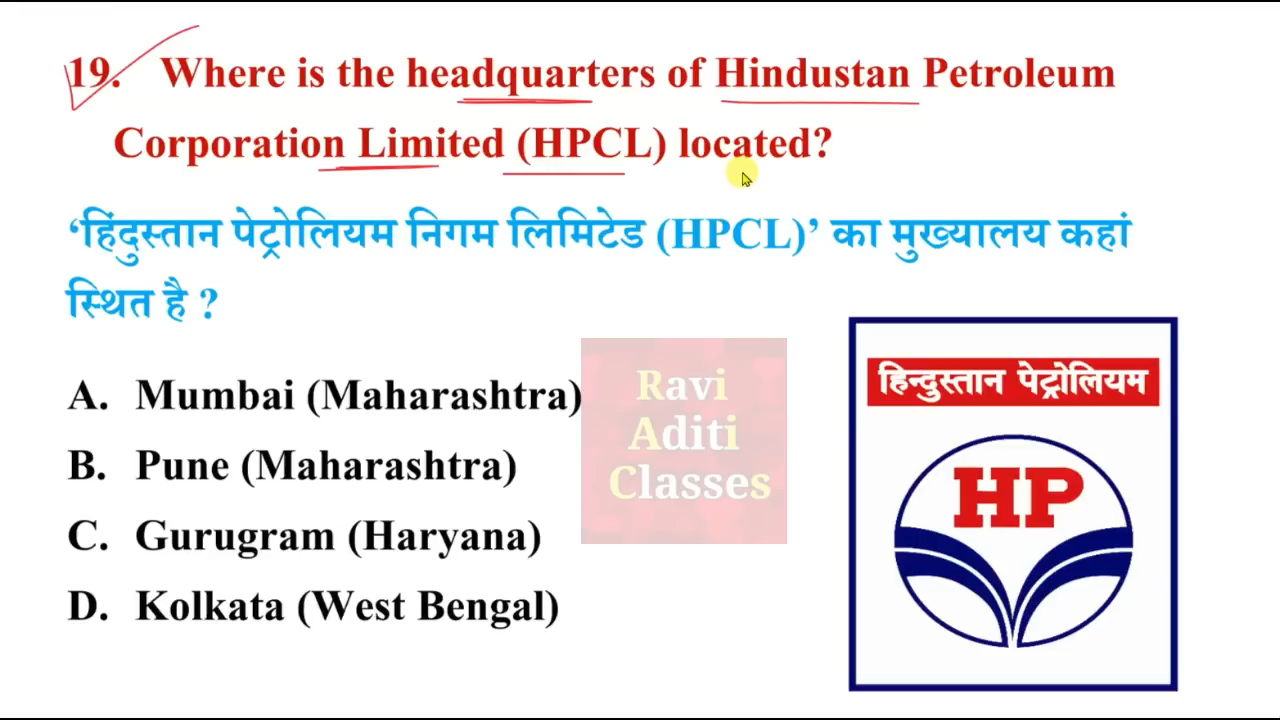 19. Where is the headquarters of Hindustan Petroleum
Corporation Limited (HPCL) located?
‘हिंदुस्तान पेट्रोलियम निगम लिमिटेड (HPCL)’ का मुख्यालय कहां
स्थित है ?
A. Mumbai (Maharashtra)
B. Pune (Maharashtra)
C. Gurugram (Haryana)
D. Kolkata (West Bengal)
Ravi
Aditi
Classes
हिन्दुस्तान पेट्रोलियम
HP